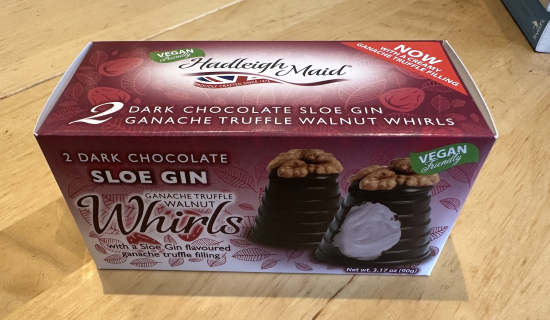 VEGAN
friendly
Hadleigh Maid
NOW
WITH A CREAMY
GANACHE TRUFFLE FILLING
2 DARK CHOCOLATE SLOE GIN
GANACHE TRUFFLE WALNUT WHIRLS
2 DARK CHOCOLATE
SLOE GIN
GANACHE TRUFFLE
WALNUT
Whirls
with a Sloe Gin flavoured
ganache truffle filling
VEGAN
friendly
Net wt. 3.17 oz (90g)